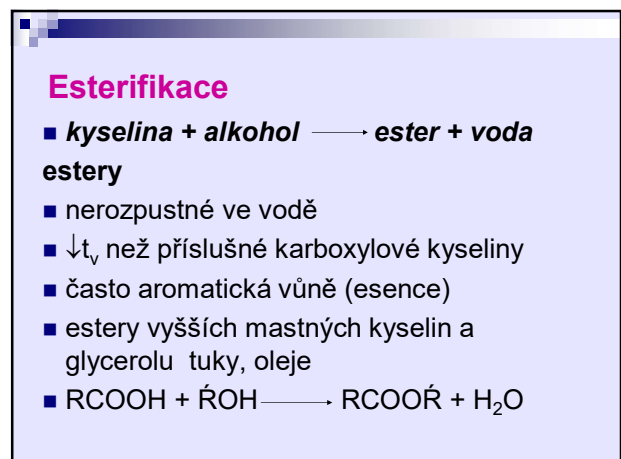 Esterifikace
kyselina + alkohol ⟶ ester + voda
estery
nerozpustné ve vodě
↓tᵥ než příslušné karboxylové kyseliny
často aromatická vůně (esence)
estery vyšších mastných kyselin a
glycerolu tuky, oleje
RCOOH + ŔOH ⟶ RCOOŔ + H₂O